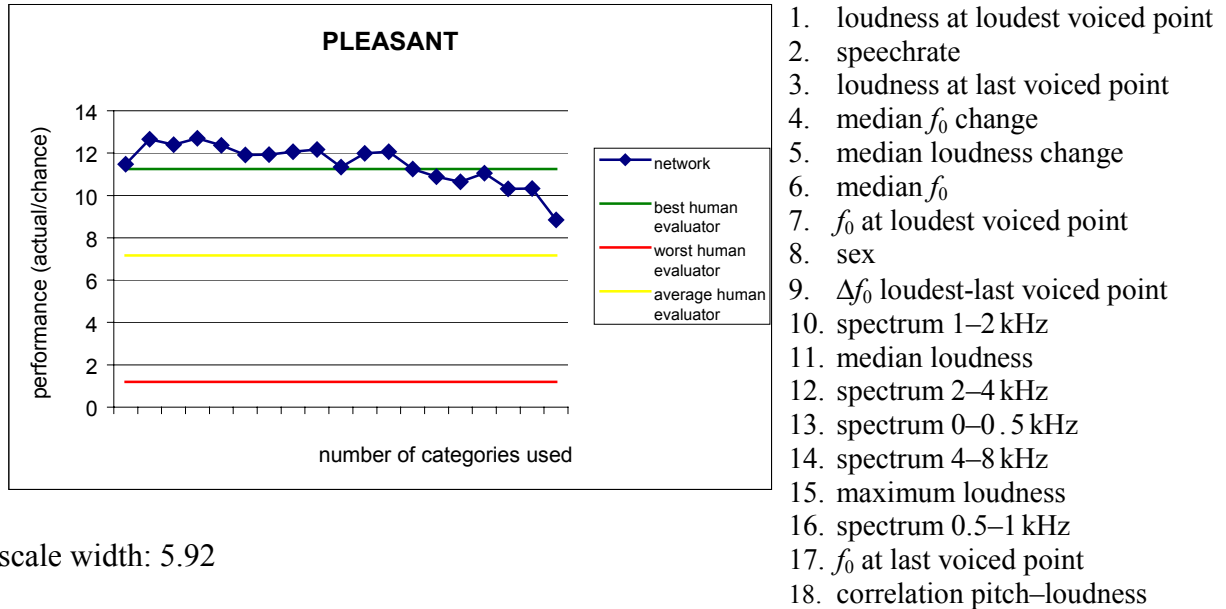 PLEASANT
14
12
10
8
6
4
2
0
performance (actual/chance)
number of categories used
network
best human
evaluator
worst human
evaluator
average human
evaluator
scale width: 5.92
1. loudness at loudest voiced point
2. speechrate
3. loudness at last voiced point
4. median f₀ change
5. median loudness change
6. median f₀
7. f₀ at loudest voiced point
8. sex
9. Δf₀ loudest-last voiced point
10. spectrum 1–2 kHz
11. median loudness
12. spectrum 2–4 kHz
13. spectrum 0–0.5 kHz
14. spectrum 4–8 kHz
15. maximum loudness
16. spectrum 0.5–1 kHz
17. f₀ at last voiced point
18. correlation pitch–loudness